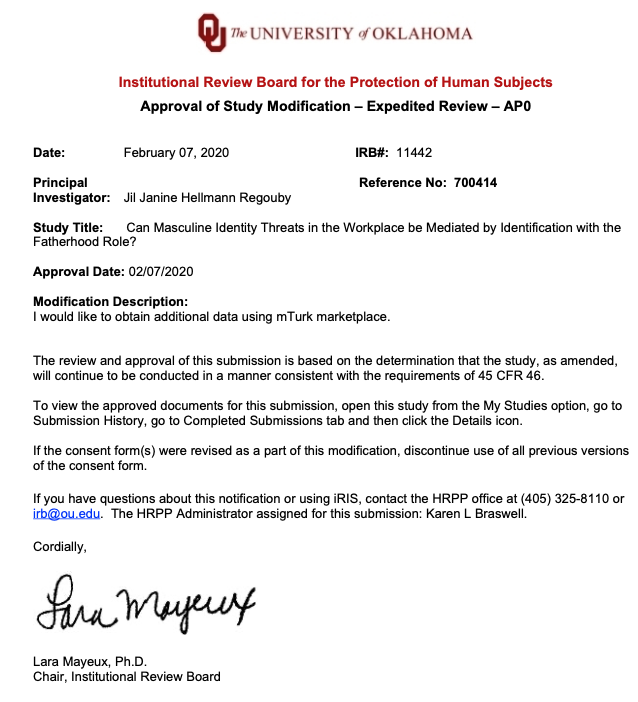 The UNIVERSITY of OKLAHOMA
Institutional Review Board for the Protection of Human Subjects
Approval of Study Modification – Expedited Review – AP0
Date: February 07, 2020 IRB#: 11442
Principal Reference No: 700414
Investigator: Jil Janine Hellmann Regouby
Study Title: Can Masculine Identity Threats in the Workplace be Mediated by Identification with the
Fatherhood Role?
Approval Date: 02/07/2020
Modification Description:
I would like to obtain additional data using mTurk marketplace.
The review and approval of this submission is based on the determination that the study, as amended,
will continue to be conducted in a manner consistent with the requirements of 45 CFR 46.
To view the approved documents for this submission, open this study from the My Studies option, go to
Submission History, go to Completed Submissions tab and then click the Details icon.
If the consent form(s) were revised as a part of this modification, discontinue use of all previous versions
of the consent form.
If you have questions about this notification or using iRIS, contact the HRPP office at (405) 325-8110 or
irb@ou.edu. The HRPP Administrator assigned for this submission: Karen L Braswell.
Cordially,
Lara Mayeux
Lara Mayeux, Ph.D.
Chair, Institutional Review Board